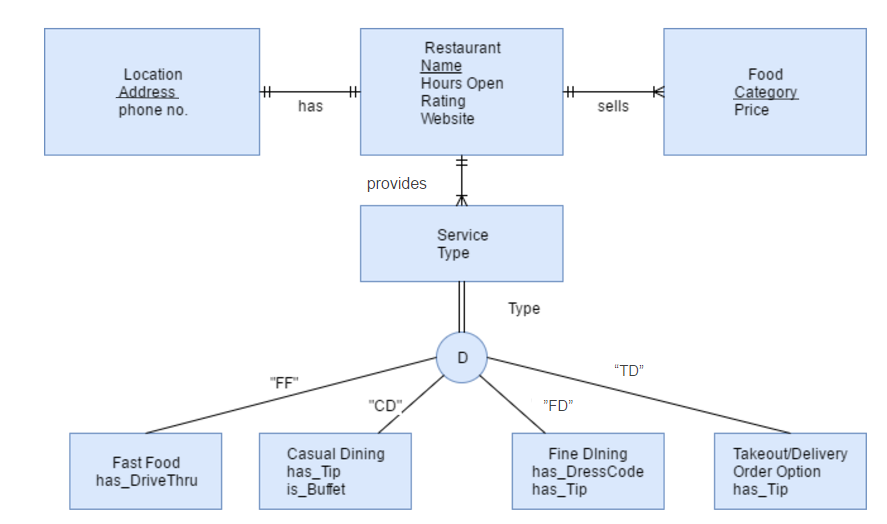 Location
Address
phone no.
has
Restaurant
Name
Hours Open
Rating
Website
sells
Food
Category
Price
provides
Service
Type
Type
D
"FF"
"CD"
”FD”
“TD”
Fast Food
has_DriveThru
Casual Dining
has_Tip
is_Buffet
Fine DIning
has_DressCode
has_Tip
Takeout/Delivery
Order Option
has_Tip